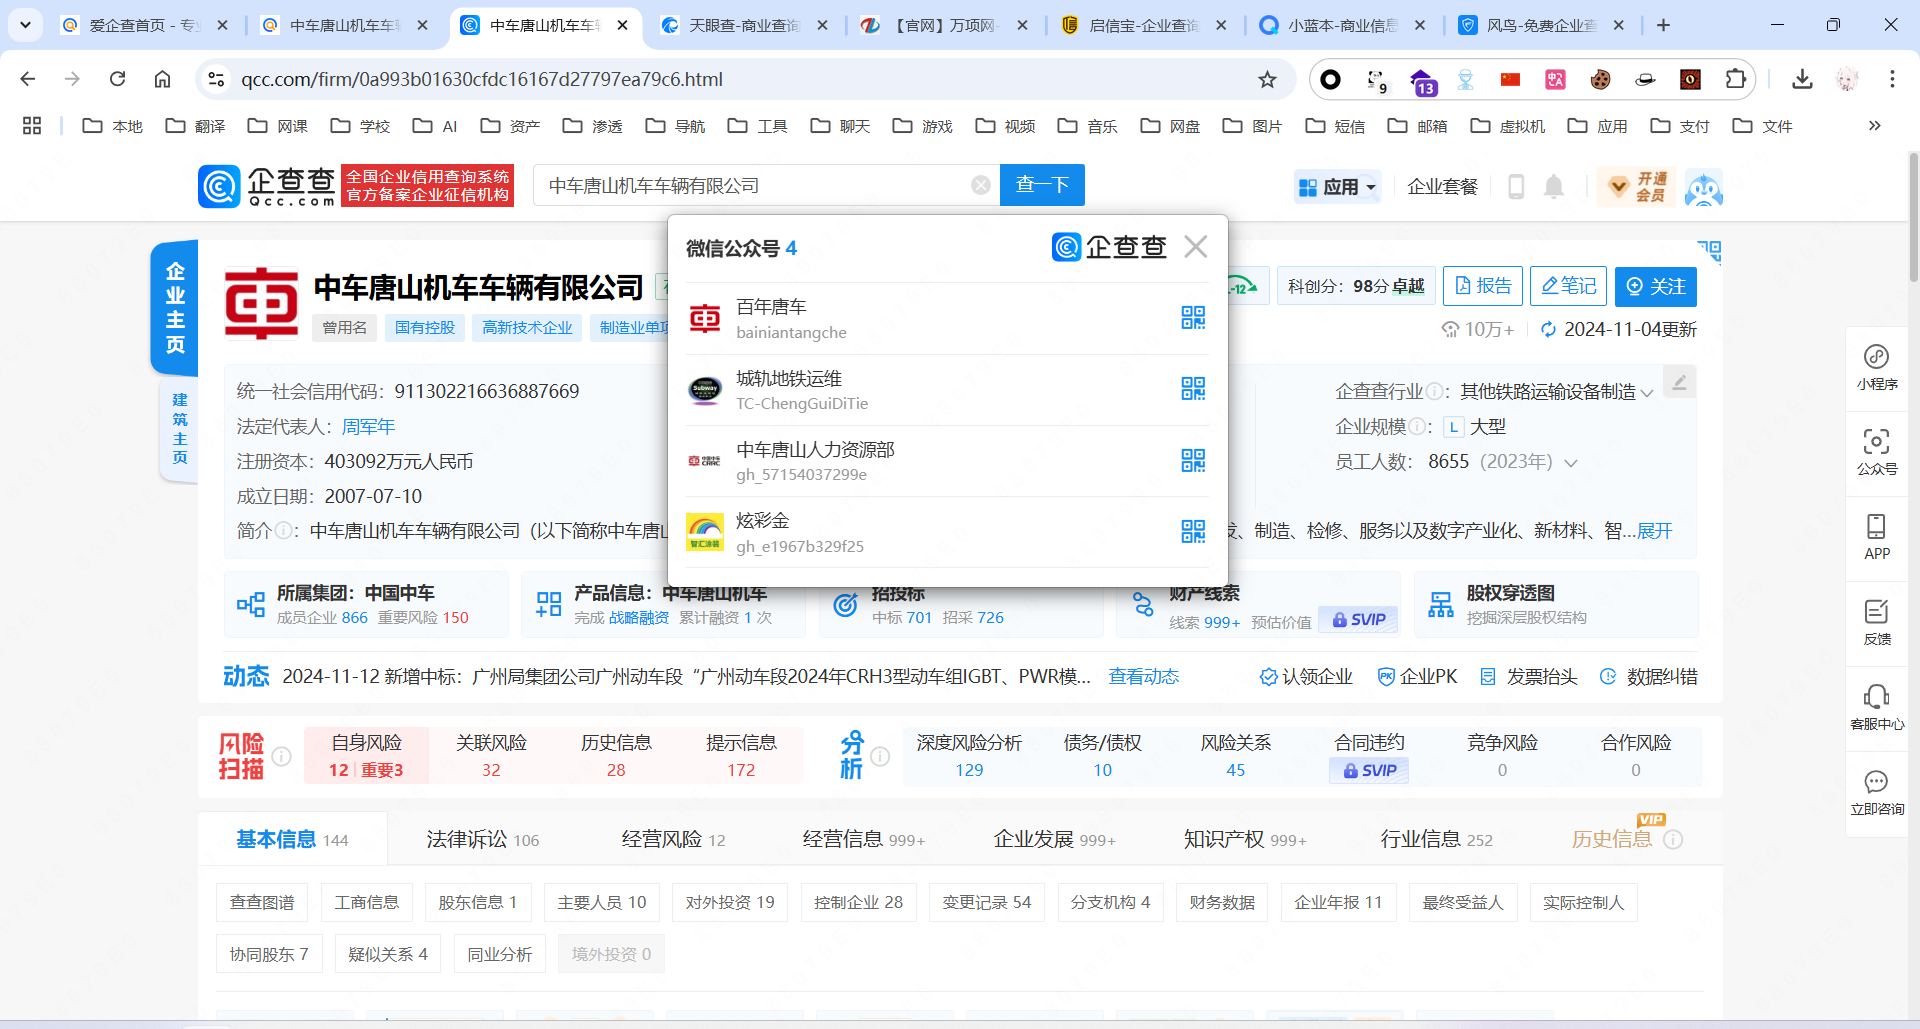 爱企查首页 - 专
中车唐山机车车
中车唐山机车车
天眼查-商业查询
【官网】万项网-
启信宝-企业查询
小蓝本-商业信息
风鸟-免费企业查
qcc.com/firm/0a993b01630cfdc16167d27797ea79c6.html
9
13
本地
翻译
网课
学校
AI
资产
渗透
导航
工具
聊天
游戏
视频
音乐
网盘
图片
短信
邮箱
虚拟机
应用
支付
文件
企查查
Qcc.com
全国企业信用查询系统
官方备案企业征信机构
中车唐山机车车辆有限公司
查一下
应用
企业套餐
开通
会员
企业主页
建筑主页
中车唐山机车车辆有限公司
-12
科创分：98分 卓越
报告
笔记
关注
曾用名
国有控股
高新技术企业
制造业单项
10万+
2024-11-04更新
统一社会信用代码：911302216636887669
法定代表人：周军年
注册资本：403092万元人民币
成立日期：2007-07-10
简介：中车唐山机车车辆有限公司（以下简称中车唐山
、制造、检修、服务以及数字产业化、新材料、智...展开
企查查行业：其他铁路运输设备制造
企业规模：L 大型
员工人数：8655（2023年）
微信公众号 4
企查查
百年唐车
bainiantangche
Subway
城轨地铁运维
TC-ChengGuiDiTie
中国中车
CRRC
中车唐山人力资源部
gh_57154037299e
智汇涂装
炫彩金
gh_e1967b329f25
所属集团：中国中车
成员企业 866 重要风险 150
产品信息：中车唐山机车
完成 战略融资 累计融资 1 次
招投标
中标 701 招采 726
财产线索
线索 999+ 预估价值 SVIP
股权穿透图
挖掘深层股权结构
动态
2024-11-12 新增中标：广州局集团公司广州动车段“广州动车段2024年CRH3型动车组IGBT、PWR模...
查看动态
认领企业
PK 企业PK
发票抬头
数据纠错
风险
扫描
自身风险
12 重要3
关联风险
32
历史信息
28
提示信息
172
分析
深度风险分析
129
债务/债权
10
风险关系
45
合同违约
SVIP
竞争风险
0
合作风险
0
基本信息 144
法律诉讼 106
经营风险 12
经营信息 999+
企业发展 999+
知识产权 999+
行业信息 252
历史信息
VIP
查查图谱
工商信息
股东信息 1
主要人员 10
对外投资 19
控制企业 28
变更记录 54
分支机构 4
财务数据
企业年报 11
最终受益人
实际控制人
协同股东 7
疑似关系 4
同业分析
境外投资 0
小程序
公众号
APP
反馈
客服中心
立即咨询